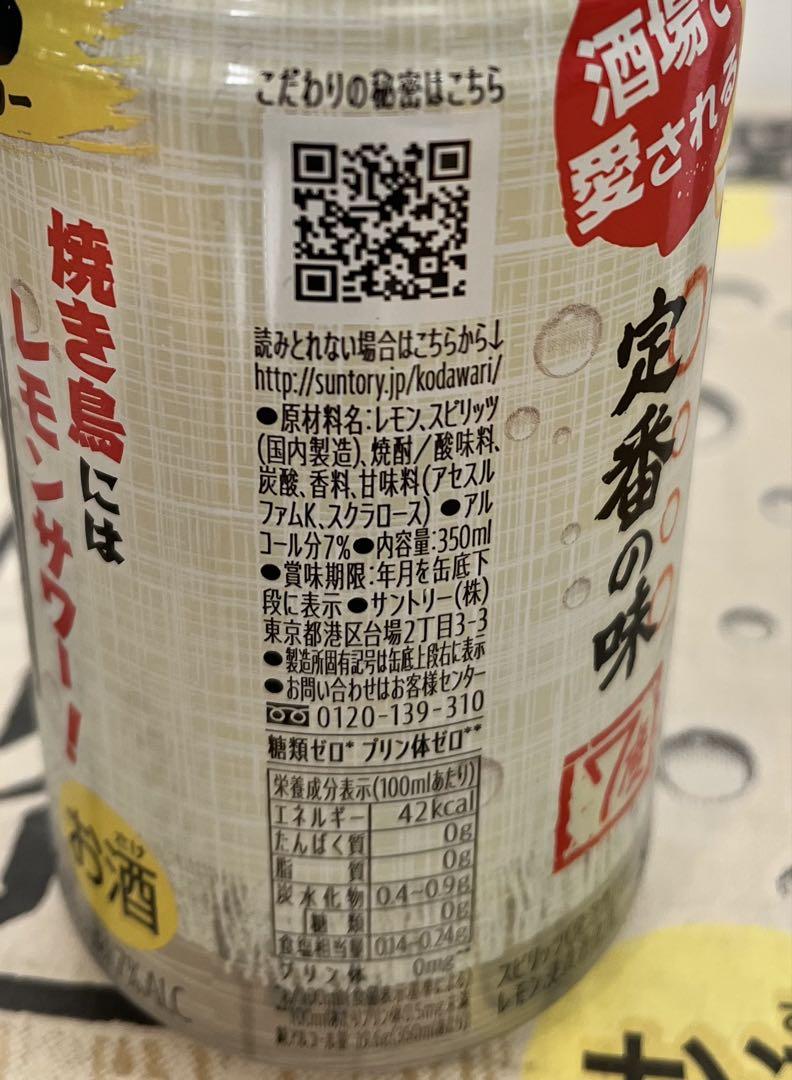 酒場で
愛される
こだわりの秘密はこちら
焼き鳥には
レモンサワー!
定番の味
読みとれない場合はこちらから↓
http://suntory.jp/kodawari/
●原材料名:レモン、スピリッツ
(国内製造)、焼酎/酸味料、
炭酸、香料、甘味料(アセスル
ファムK、スクラロース) ●アル
コール分7%●内容量:350ml
●賞味期限:年月を缶底下
段に表示 ●サントリー(株)
東京都港区台場2丁目3-3
●製造所固有記号は缶底上段右に表示
●お問い合わせはお客様センター
0120-139-310
糖類ゼロ* プリン体ゼロ**
栄養成分表示(100mlあたり)
エネルギー 42kcal
たんぱく質 0g
脂質 0g
炭水化物 0.4~0.9g
糖類 0g
食塩相当量 0.14~0.24g
プリン体 0mg
お酒
だけ
7%ALC
スピリッツ
レモン